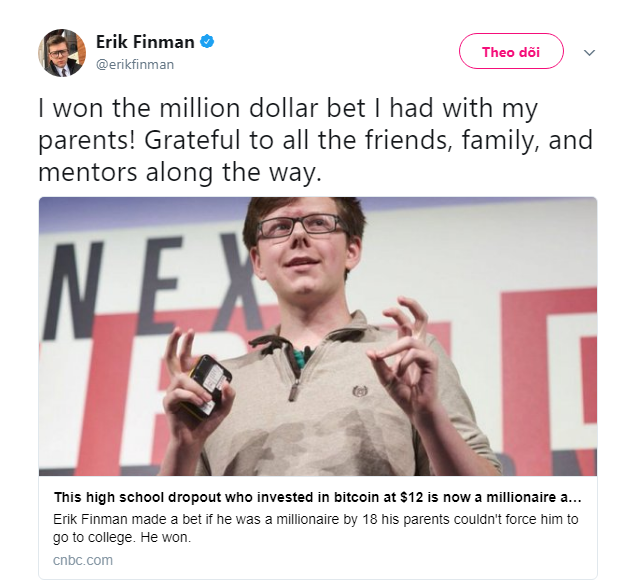 Erik Finman
@erikfinman
Theo dõi
I won the million dollar bet I had with my
parents! Grateful to all the friends, family, and
mentors along the way.
NEX
This high school dropout who invested in bitcoin at $12 is now a millionaire a...
Erik Finman made a bet if he was a millionaire by 18 his parents couldn't force him to
go to college. He won.
cnbc.com